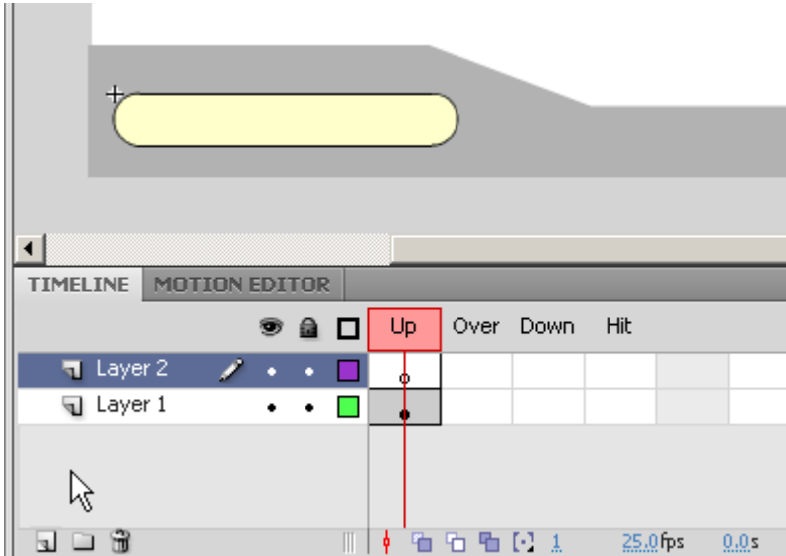 TIMELINE MOTION EDITOR
Up Over Down Hit
Layer 2
Layer 1
1 25.0fps 0.0s